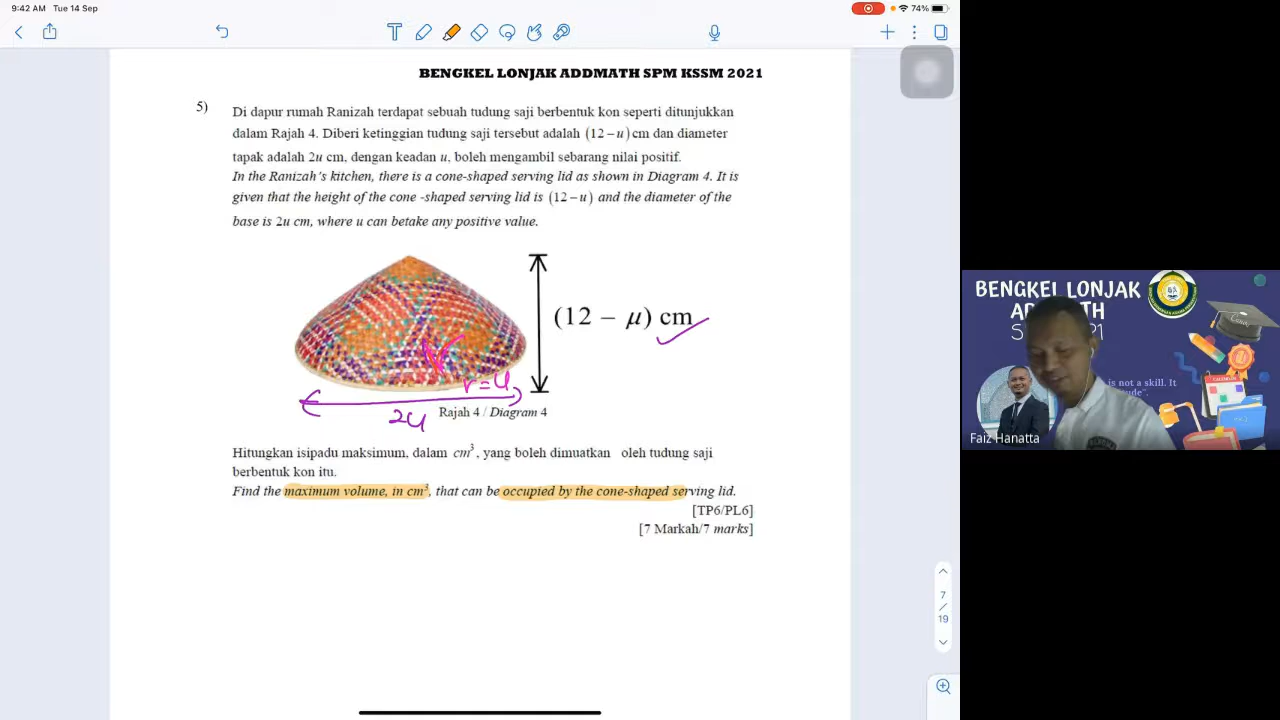 9:42 AM Tue 14 Sep
74%
BENGKEL LONJAK ADDMATH SPM KSSM 2021
5) Di dapur rumah Ranizah terdapat sebuah tudung saji berbentuk kon seperti ditunjukkan
dalam Rajah 4. Diberi ketinggian tudung saji tersebut adalah (12 – u) cm dan diameter
tapak adalah 2u cm, dengan keadan u, boleh mengambil sebarang nilai positif.
In the Ranizah's kitchen, there is a cone-shaped serving lid as shown in Diagram 4. It is
given that the height of the cone -shaped serving lid is (12 – u) and the diameter of the
base is 2u cm, where u can betake any positive value.
(12 – μ) cm
r=u
2u
Rajah 4 / Diagram 4
Hitungkan isipadu maksimum, dalam cm³, yang boleh dimuatkan oleh tudung saji
berbentuk kon itu.
Find the maximum volume, in cm³, that can be occupied by the cone-shaped serving lid.
[TP6/PL6]
[7 Markah/7 marks]
7
/
19
BENGKEL LONJAK
is not a skill. It
Faiz Hanatta